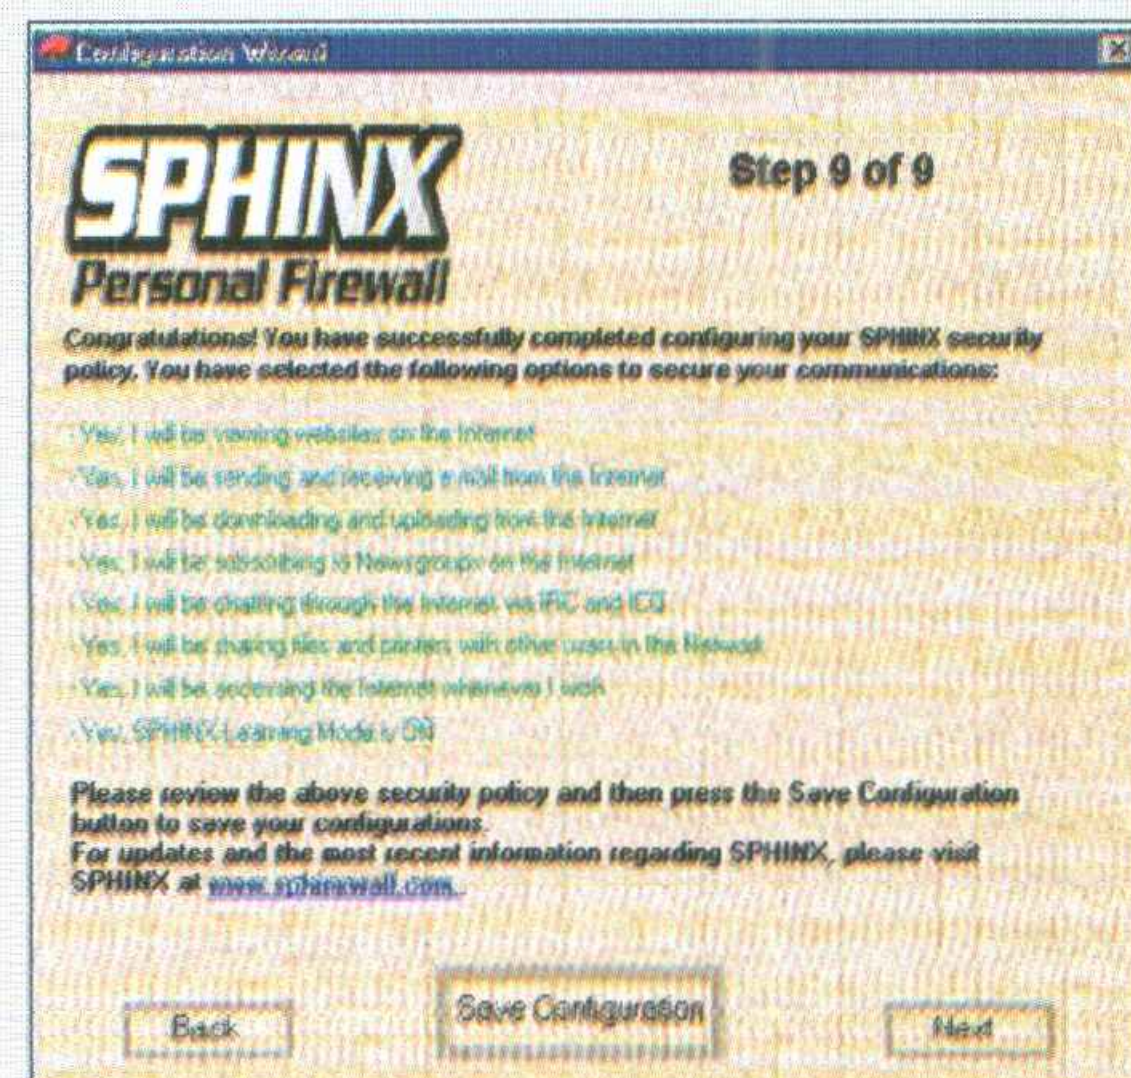 Configuration Wizard
SPHINX
Personal Firewall
Step 9 of 9
Congratulations! You have successfully completed configuring your SPHINX security
policy. You have selected the following options to secure your communications:
- Yes, I will be viewing websites on the Internet
- Yes, I will be sending and receiving e-mail from the Internet
- Yes, I will be downloading and uploading from the Internet
- Yes, I will be subscribing to Newsgroups on the Internet
- Yes, I will be chatting through the Internet via IRC and ICQ
- Yes, I will be sharing files and printers with other users in the Network
- Yes, I will be accessing the Internet whenever I wish
- Yes, SPHINX Learning Mode is ON
Please review the above security policy and then press the Save Configuration
button to save your configurations.
For updates and the most recent information regarding SPHINX, please visit
SPHINX at www.sphinxwall.com.
Back
Save Configuration
Next